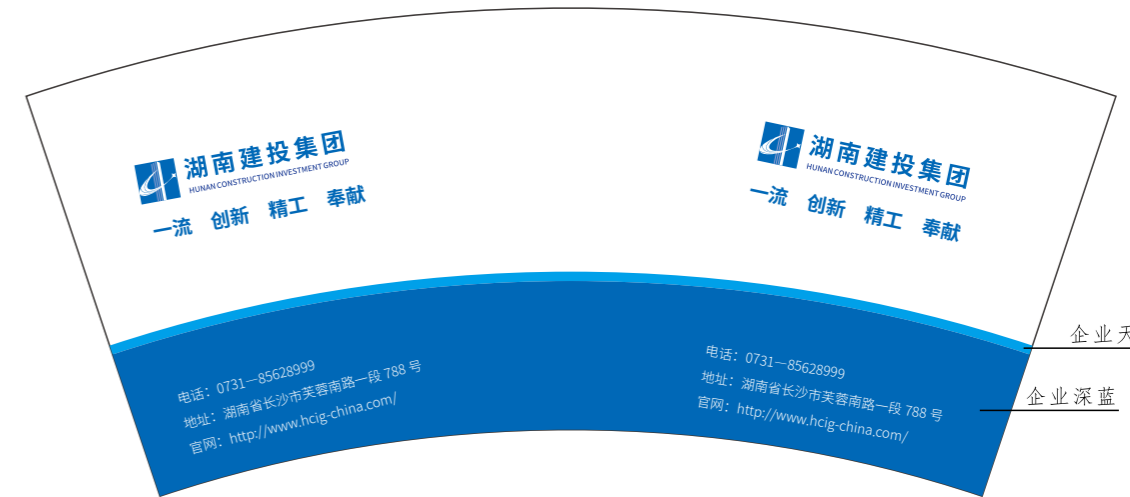 湖南建投集团
HUNAN CONSTRUCTION INVESTMENT GROUP
一流 创新 精工 奉献
湖南建投集团
HUNAN CONSTRUCTION INVESTMENT GROUP
一流 创新 精工 奉献
电话：0731—85628999
地址：湖南省长沙市芙蓉南路一段 788 号
官网：http://www.hcig-china.com/
电话：0731—85628999
地址：湖南省长沙市芙蓉南路一段 788 号
官网：http://www.hcig-china.com/
企业天
企业深蓝